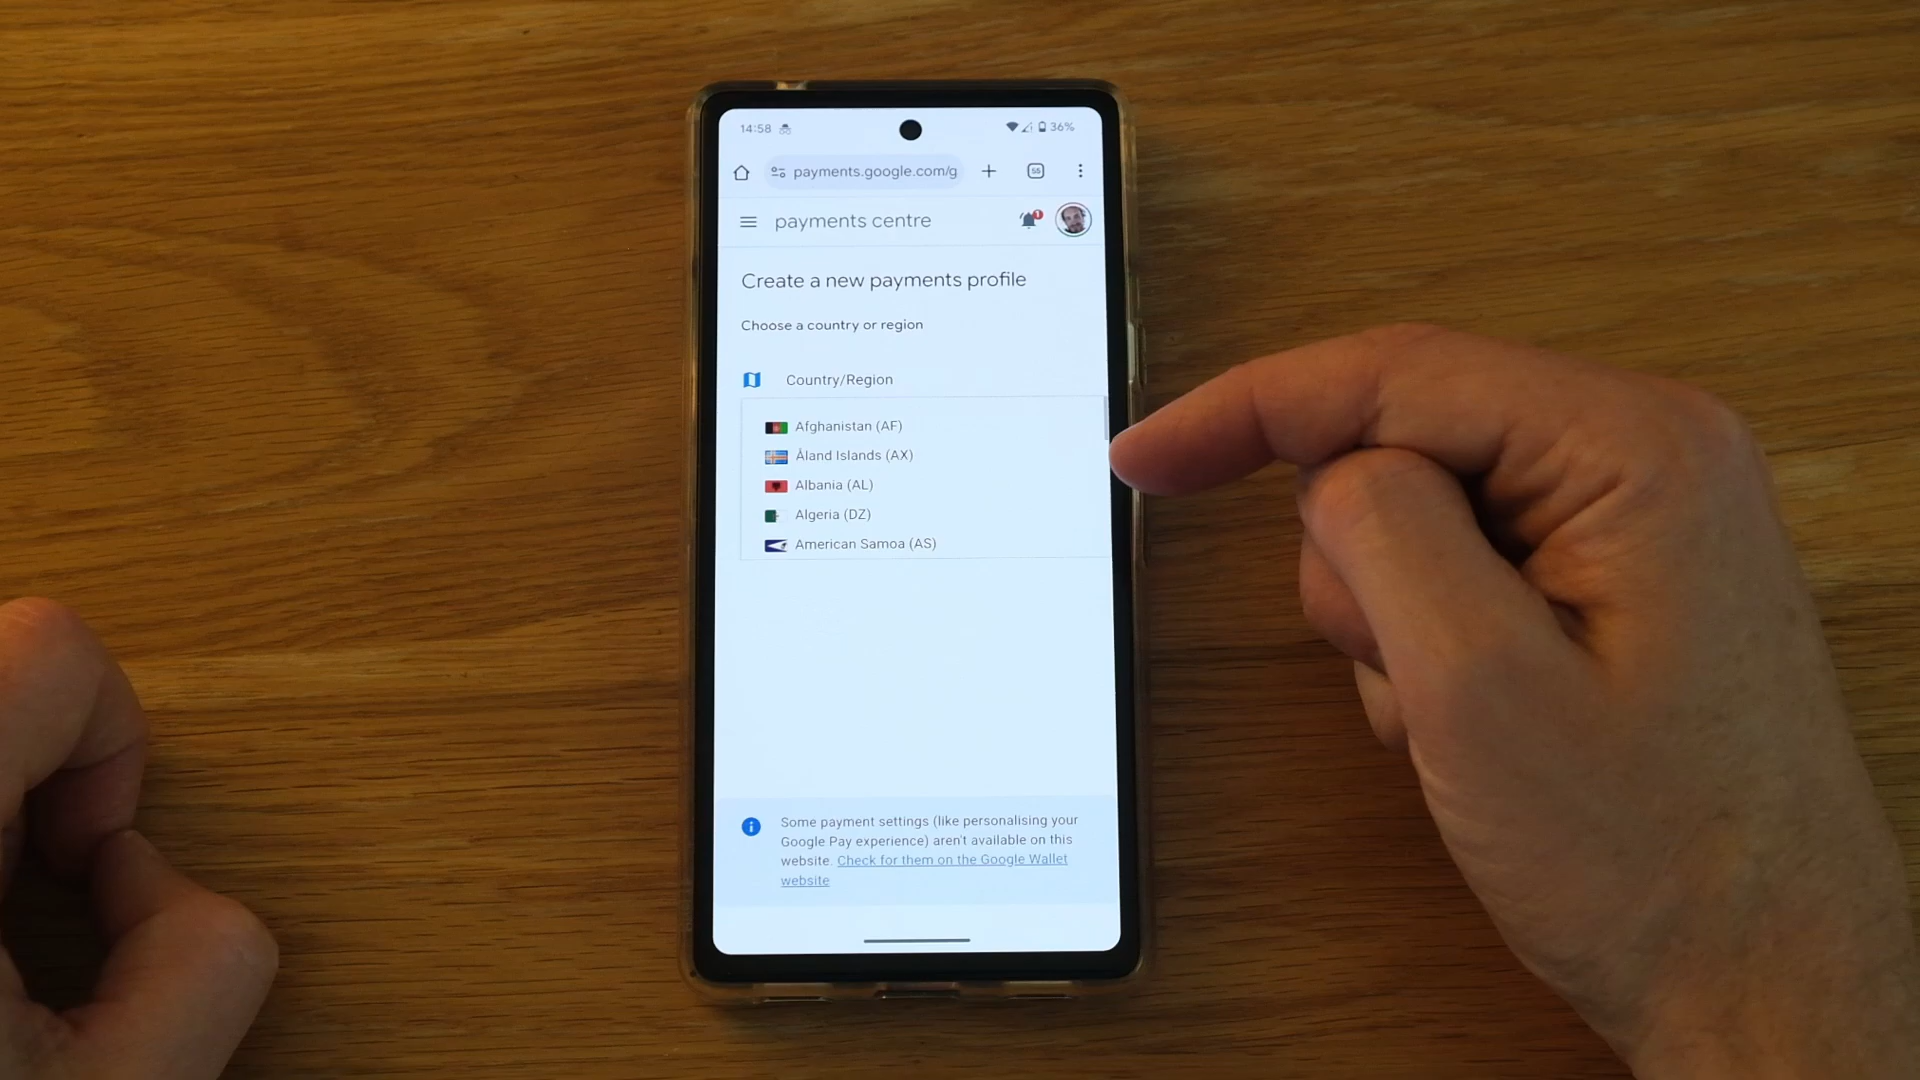 14:58
36%
payments.google.com/g
55
payments centre
1
Create a new payments profile
Choose a country or region
Country/Region
Afghanistan (AF)
Åland Islands (AX)
Albania (AL)
Algeria (DZ)
American Samoa (AS)
Some payment settings (like personalising your
Google Pay experience) aren't available on this
website. Check for them on the Google Wallet
website